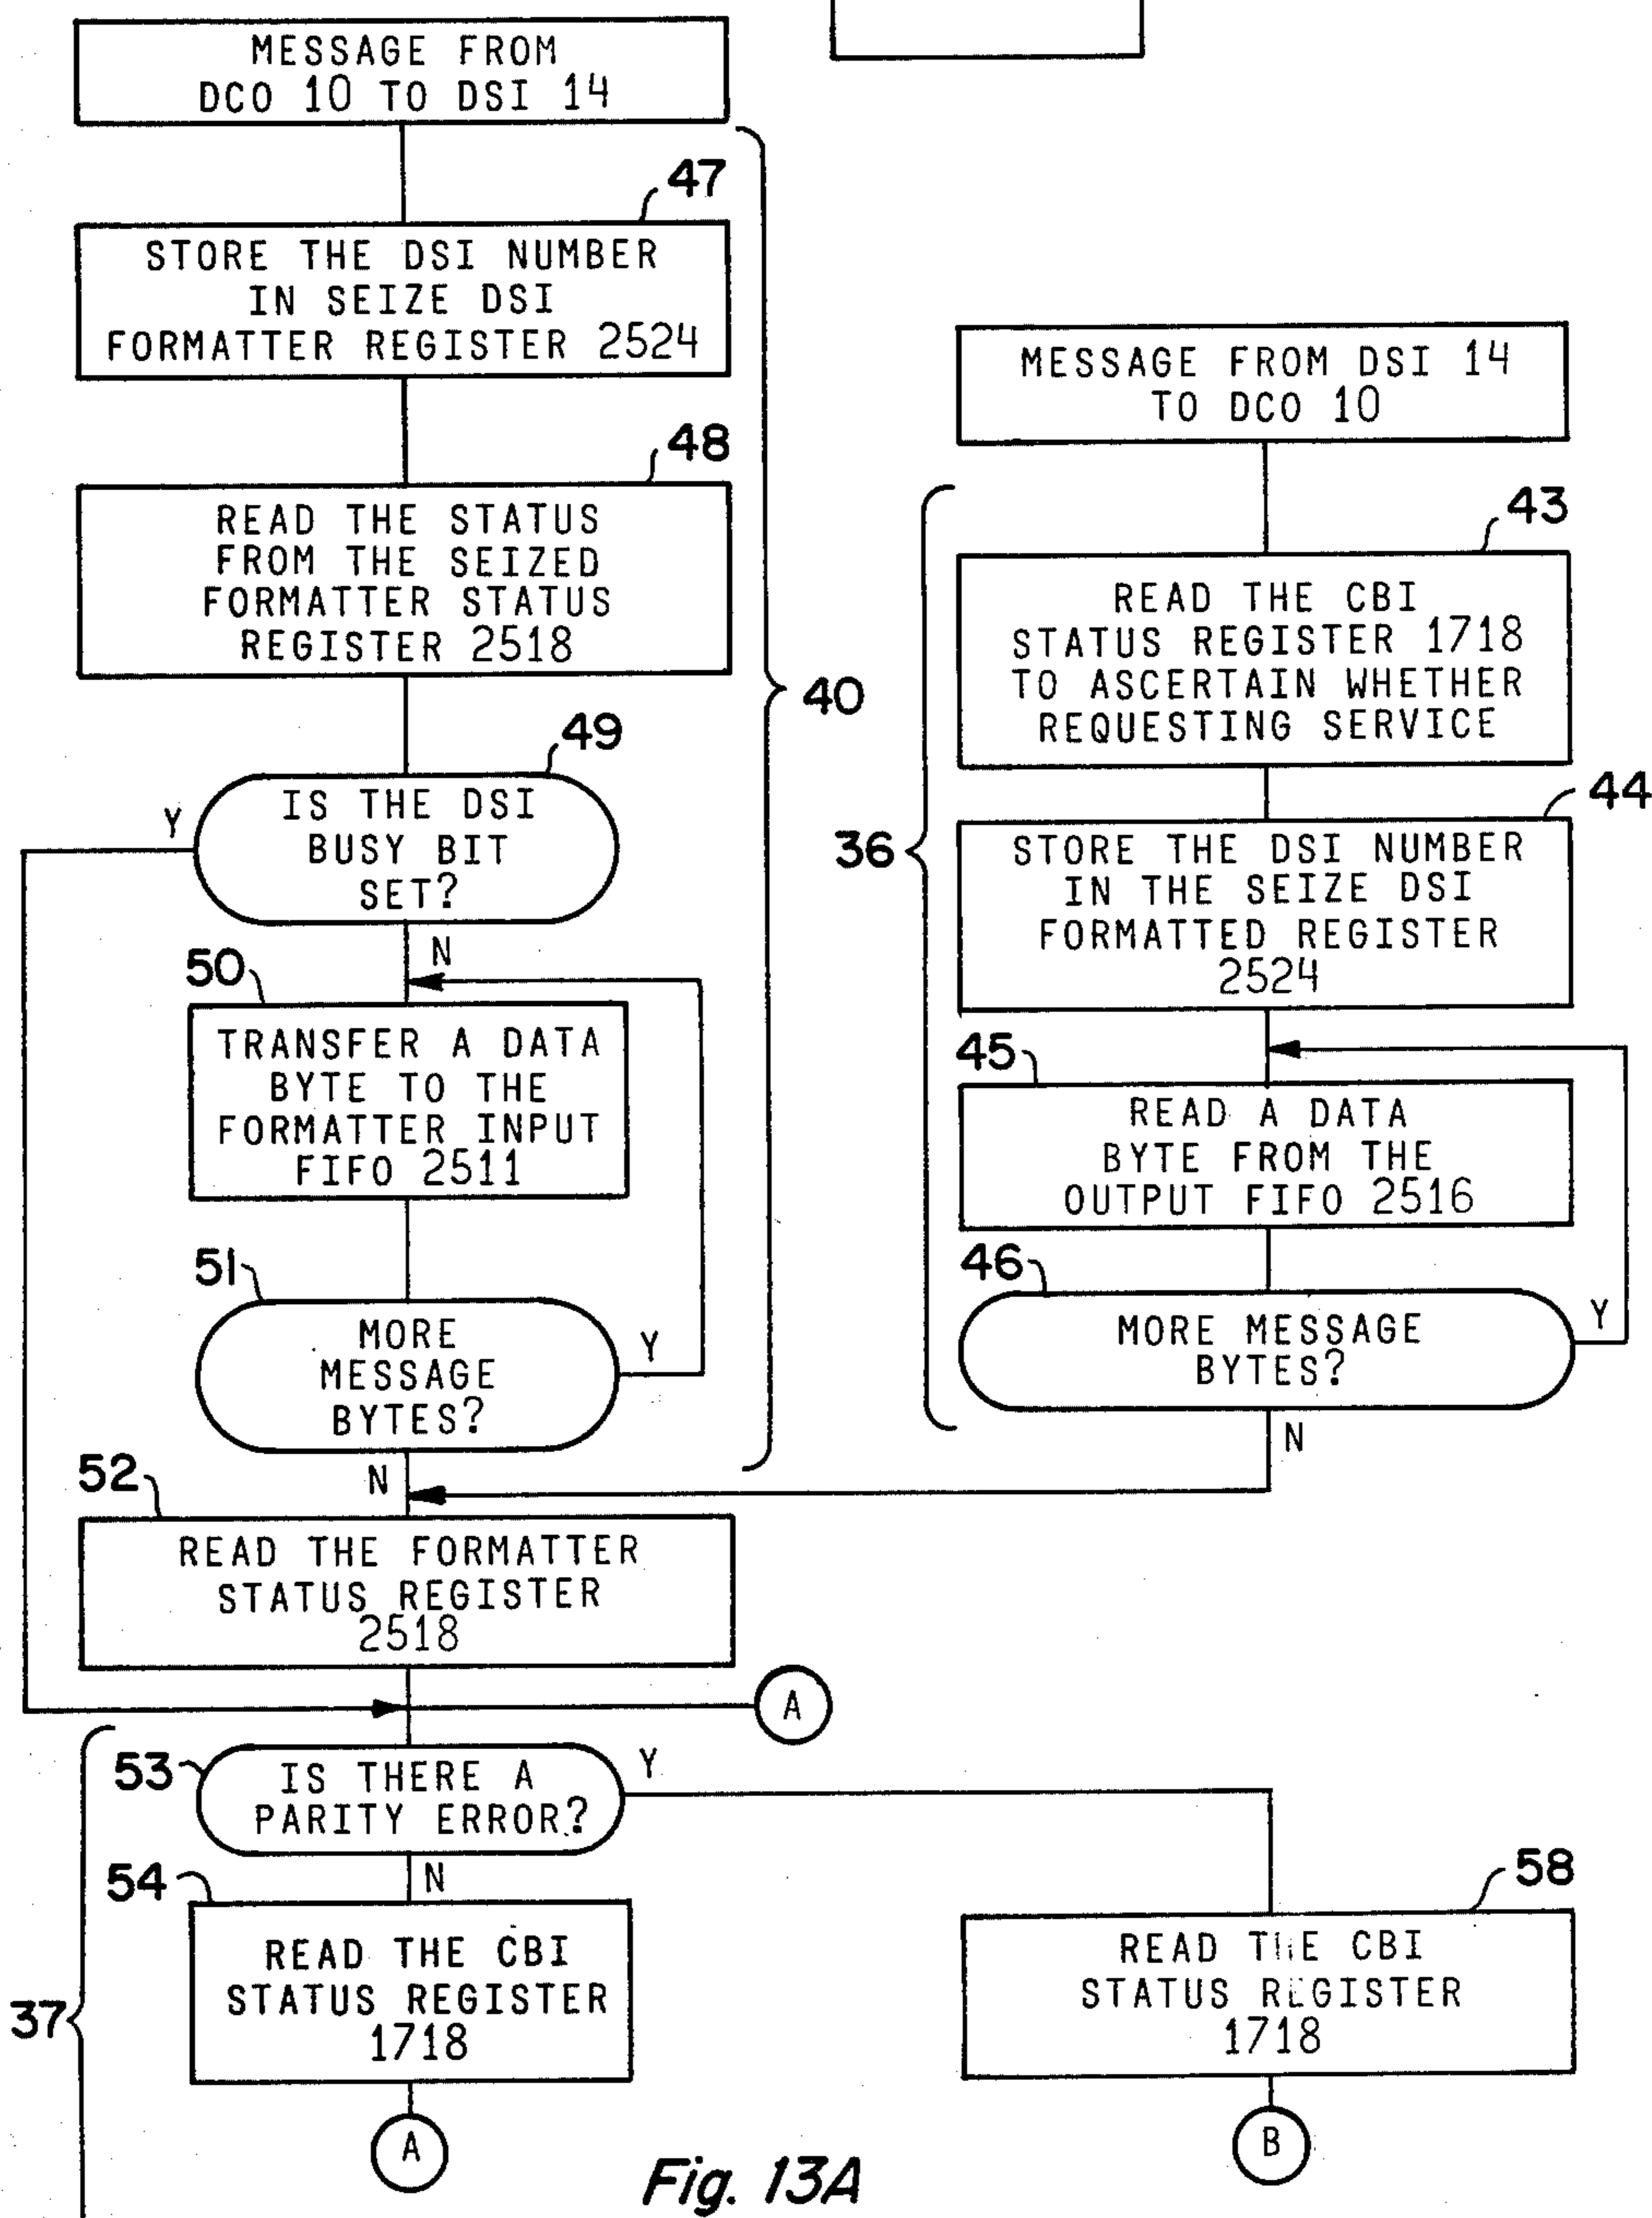 MESSAGE FROM
DCO 10 TO DSI 14
47
STORE THE DSI NUMBER
IN SEIZE DSI
FORMATTER REGISTER 2524
48
READ THE STATUS
FROM THE SEIZED
FORMATTER STATUS
REGISTER 2518
40
49
IS THE DSI
BUSY BIT
SET?
Y
N
50
TRANSFER A DATA
BYTE TO THE
FORMATTER INPUT
FIFO 2511
51
MORE
MESSAGE
BYTES?
Y
N
MESSAGE FROM DSI 14
TO DCO 10
36
43
READ THE CBI
STATUS REGISTER 1718
TO ASCERTAIN WHETHER
REQUESTING SERVICE
44
STORE THE DSI NUMBER
IN THE SEIZE DSI
FORMATTED REGISTER
2524
45
READ A DATA
BYTE FROM THE
OUTPUT FIFO 2516
46
MORE MESSAGE
BYTES?
Y
N
52
READ THE FORMATTER
STATUS REGISTER
2518
A
37
53
IS THERE A
PARITY ERROR?
Y
N
54
READ THE CBI
STATUS REGISTER
1718
A
58
READ THE CBI
STATUS REGISTER
1718
B
Fig. 13A